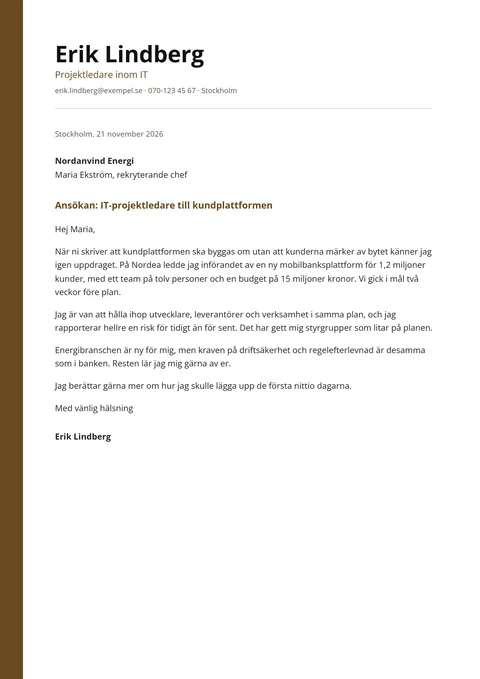 Erik Lindberg
Projektledare inom IT
erik.lindberg@exempel.se · 070-123 45 67 · Stockholm
Stockholm, 21 november 2026
Nordanvind Energi
Maria Ekström, rekryterande chef
Ansökan: IT-projektledare till kundplattformen
Hej Maria,
När ni skriver att kundplattformen ska byggas om utan att kunderna märker av bytet känner jag
igen uppdraget. På Nordea ledde jag införandet av en ny mobilbanksplattform för 1,2 miljoner
kunder, med ett team på tolv personer och en budget på 15 miljoner kronor. Vi gick i mål två
veckor före plan.
Jag är van att hålla ihop utvecklare, leverantörer och verksamhet i samma plan, och jag
rapporterar hellre en risk för tidigt än för sent. Det har gett mig styrgrupper som litar på planen.
Energibranschen är ny för mig, men kraven på driftsäkerhet och regelefterlevnad är desamma
som i banken. Resten lär jag mig gärna av er.
Jag berättar gärna mer om hur jag skulle lägga upp de första nittio dagarna.
Med vänlig hälsning
Erik Lindberg